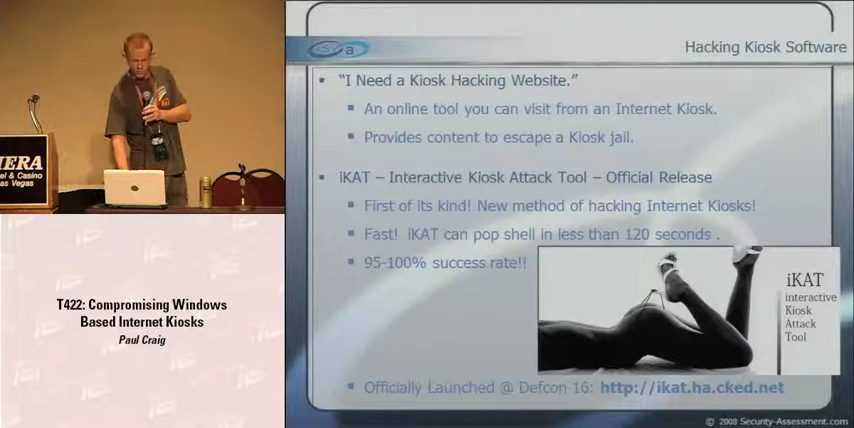 IERA
el & Casino
as Vegas
T422: Compromising Windows
Based Internet Kiosks
Paul Craig
Hacking Kiosk Software
"I Need a Kiosk Hacking Website."
An online tool you can visit from an Internet Kiosk.
Provides content to escape a Kiosk jail.
iKAT – Interactive Kiosk Attack Tool – Official Release
First of its kind! New method of hacking Internet Kiosks!
Fast! iKAT can pop shell in less than 120 seconds .
95-100% success rate!!
iKAT
interactive
Kiosk
Attack
Tool
Officially Launched @ Defcon 16: http://ikat.ha.cked.net
© 2008 Security-Assessment.com